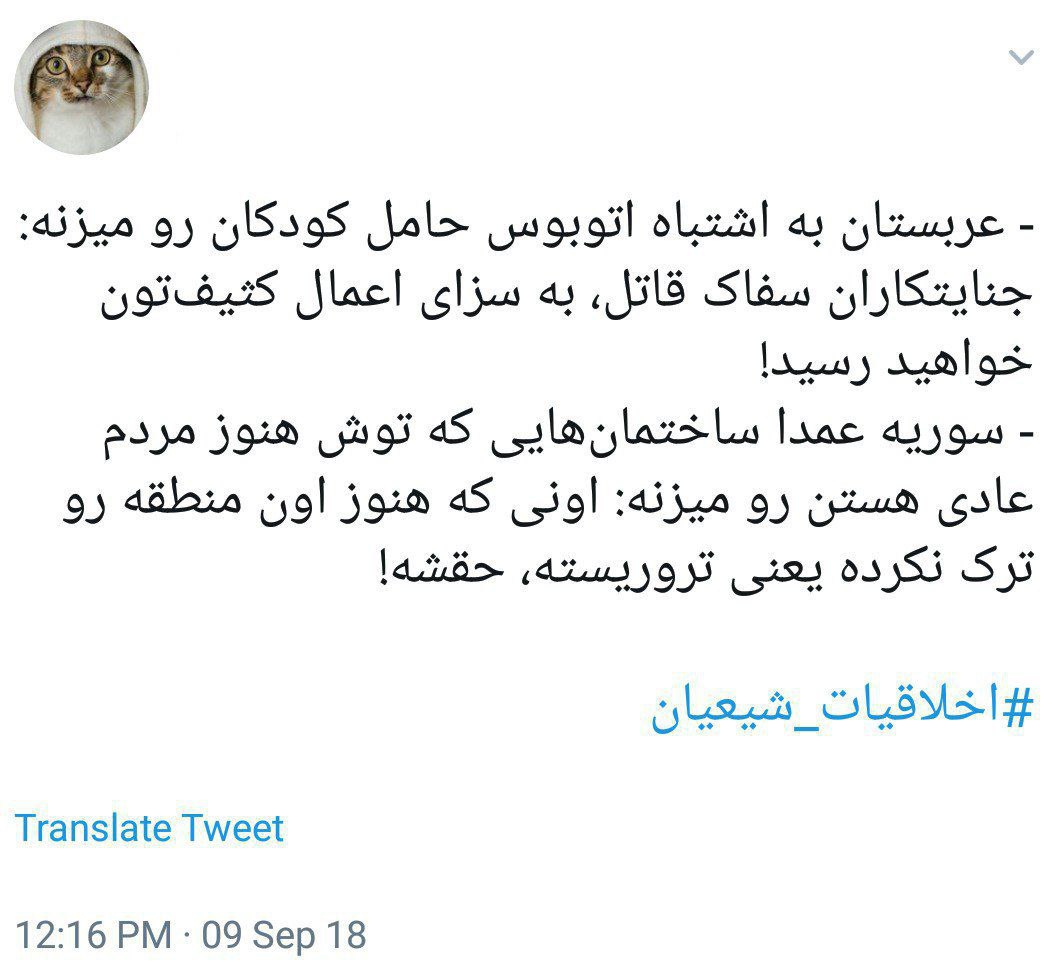 - عربستان به اشتباه اتوبوس حامل کودکان رو میزنه:
جنایتکاران سفاک قاتل، به سزای اعمال کثیف‌تون
خواهید رسید!
- سوریه عمدا ساختمان‌هایی که توش هنوز مردم
عادی هستن رو میزنه: اونی که هنوز اون منطقه رو
ترک نکرده یعنی تروریسته، حقشه!
#اخلاقیات_شیعیان
Translate Tweet
12:16 PM · 09 Sep 18